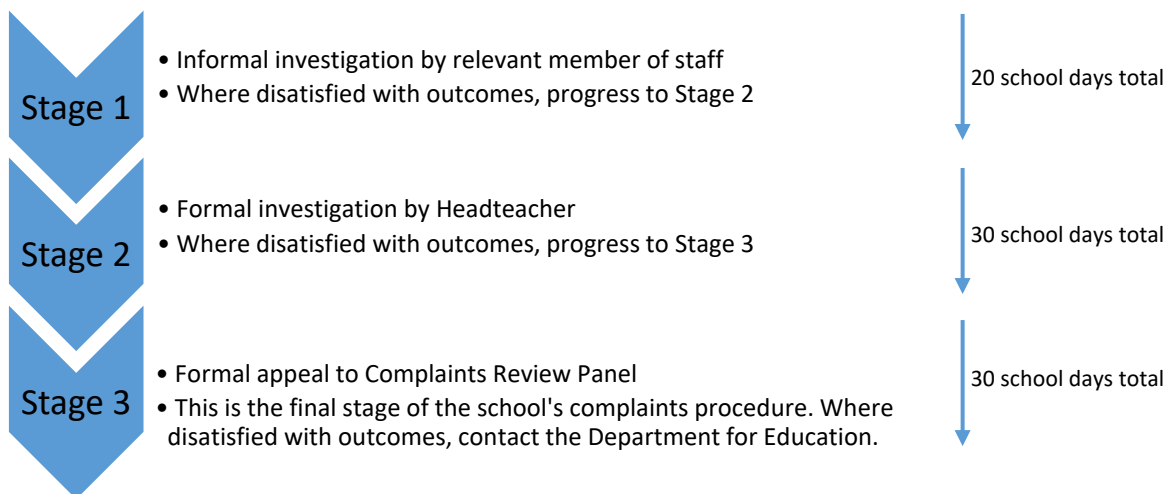 Stage 1
• Informal investigation by relevant member of staff
• Where disatisfied with outcomes, progress to Stage 2
20 school days total
Stage 2
• Formal investigation by Headteacher
• Where disatisfied with outcomes, progress to Stage 3
30 school days total
Stage 3
• Formal appeal to Complaints Review Panel
• This is the final stage of the school's complaints procedure. Where
disatisfied with outcomes, contact the Department for Education.
30 school days total